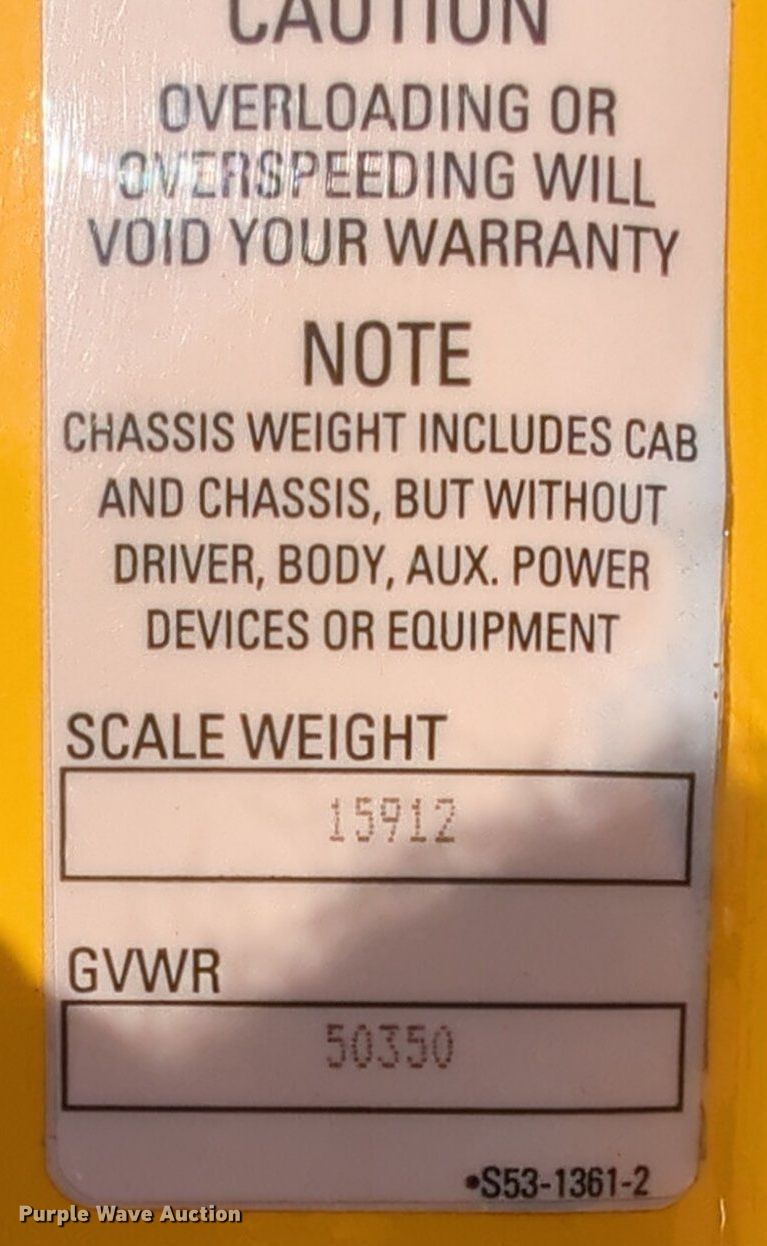 CAUTION
OVERLOADING OR
OVERSPEEDING WILL
VOID YOUR WARRANTY
NOTE
CHASSIS WEIGHT INCLUDES CAB
AND CHASSIS, BUT WITHOUT
DRIVER, BODY, AUX. POWER
DEVICES OR EQUIPMENT
SCALE WEIGHT
15912
GVWR
50350
•S53-1361-2
Purple Wave Auction